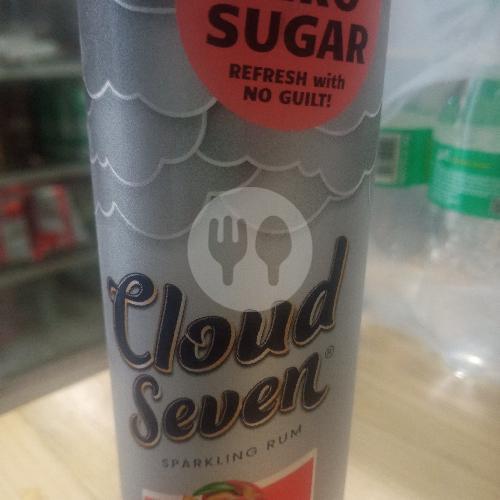 SUGAR
REFRESH with
NO GUILT!
Cloud
Seven®
SPARKLING RUM